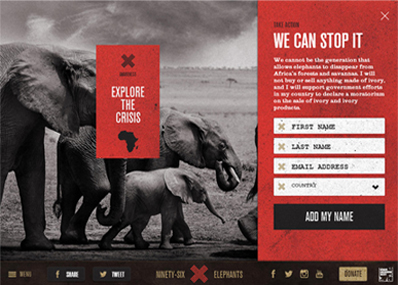 EXPLORE
THE
CRISIS
TAKE ACTION
WE CAN STOP IT
We cannot be the generation that
allows elephants to disappear from
Africa's forests and savannas. I will
not buy or sell anything made of ivory,
and I will support government efforts
in my country to declare a moratorium
on the sale of ivory and ivory
products.
FIRST NAME
LAST NAME
EMAIL ADDRESS
COUNTRY
ADD MY NAME
MENU
SHARE
TWEET
NINETY-SIX
ELEPHANTS
DONATE